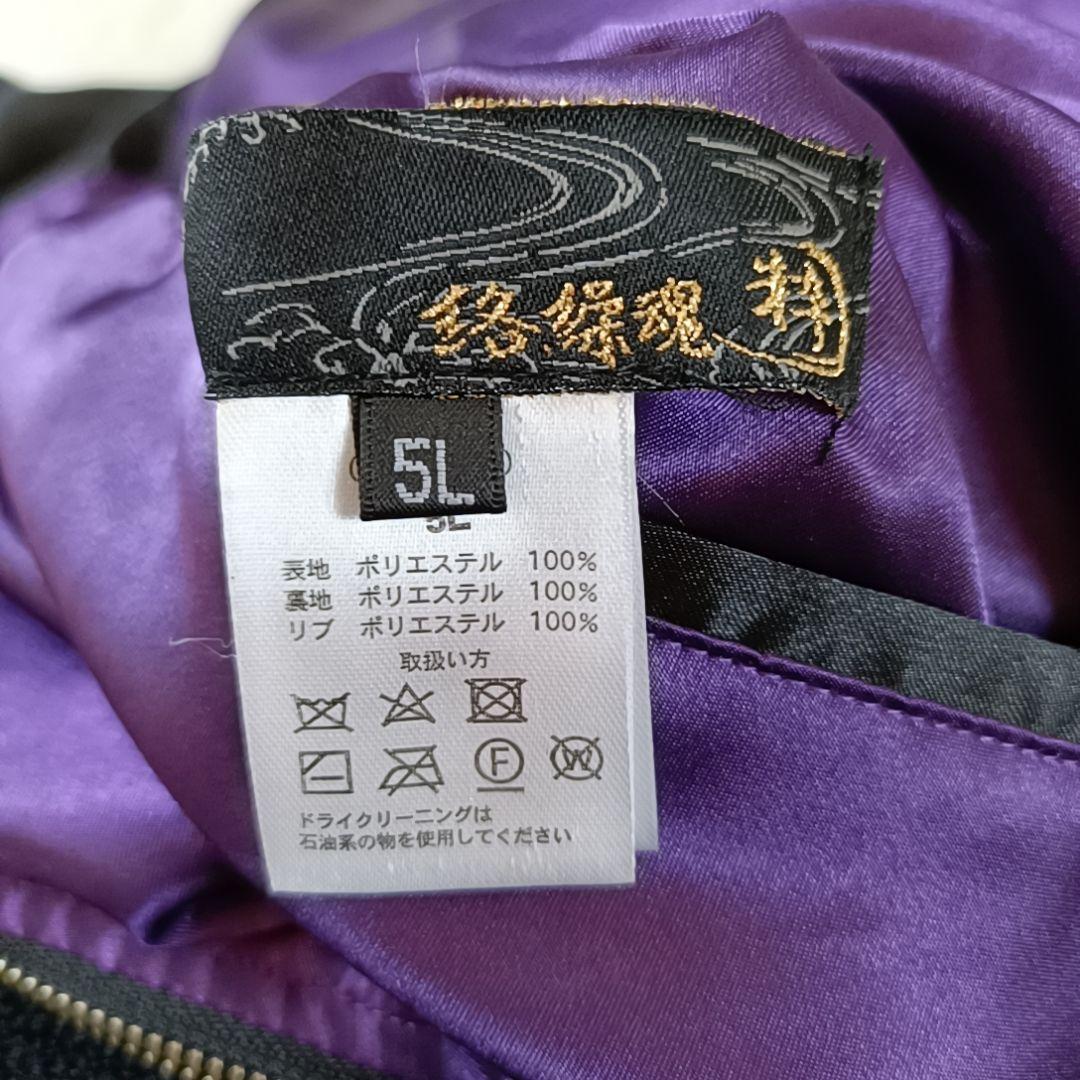 絡繰魂
粋
5L
5L
表地 ポリエステル 100%
裏地 ポリエステル 100%
リブ ポリエステル 100%
取扱い方
F
W
ドライクリーニングは
石油系の物を使用してください